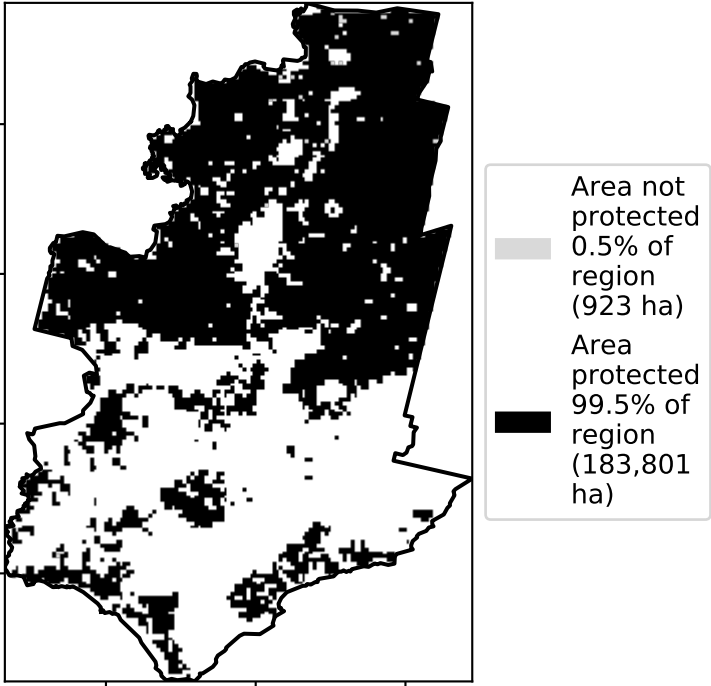 Area not
protected
0.5% of
region
(923 ha)
Area
protected
99.5% of
region
(183,801
ha)